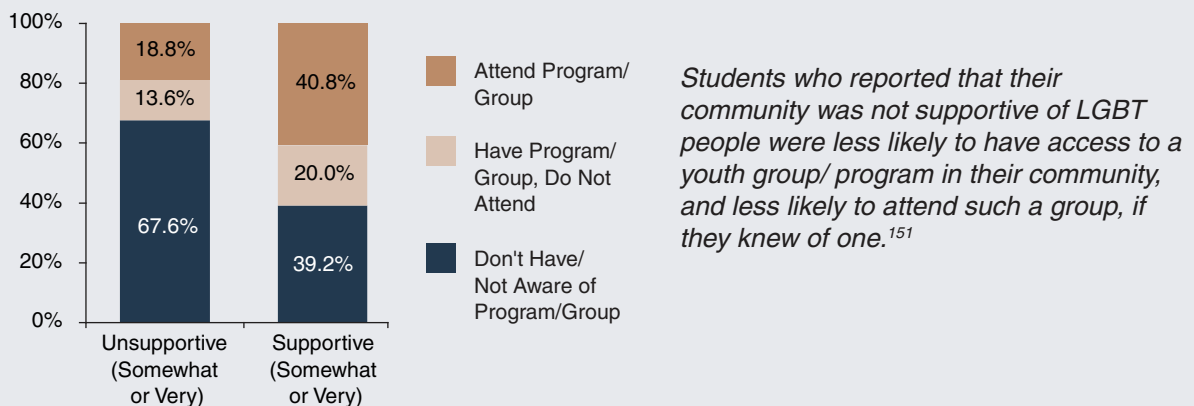 100%
80%
60%
40%
20%
0%
18.8%
13.6%
67.6%
40.8%
20.0%
39.2%
Unsupportive
(Somewhat
or Very)
Supportive
(Somewhat
or Very)
Attend Program/
Group
Have Program/
Group, Do Not
Attend
Don't Have/
Not Aware of
Program/Group
Students who reported that their
community was not supportive of LGBT
people were less likely to have access to a
youth group/ program in their community,
and less likely to attend such a group, if
they knew of one.151